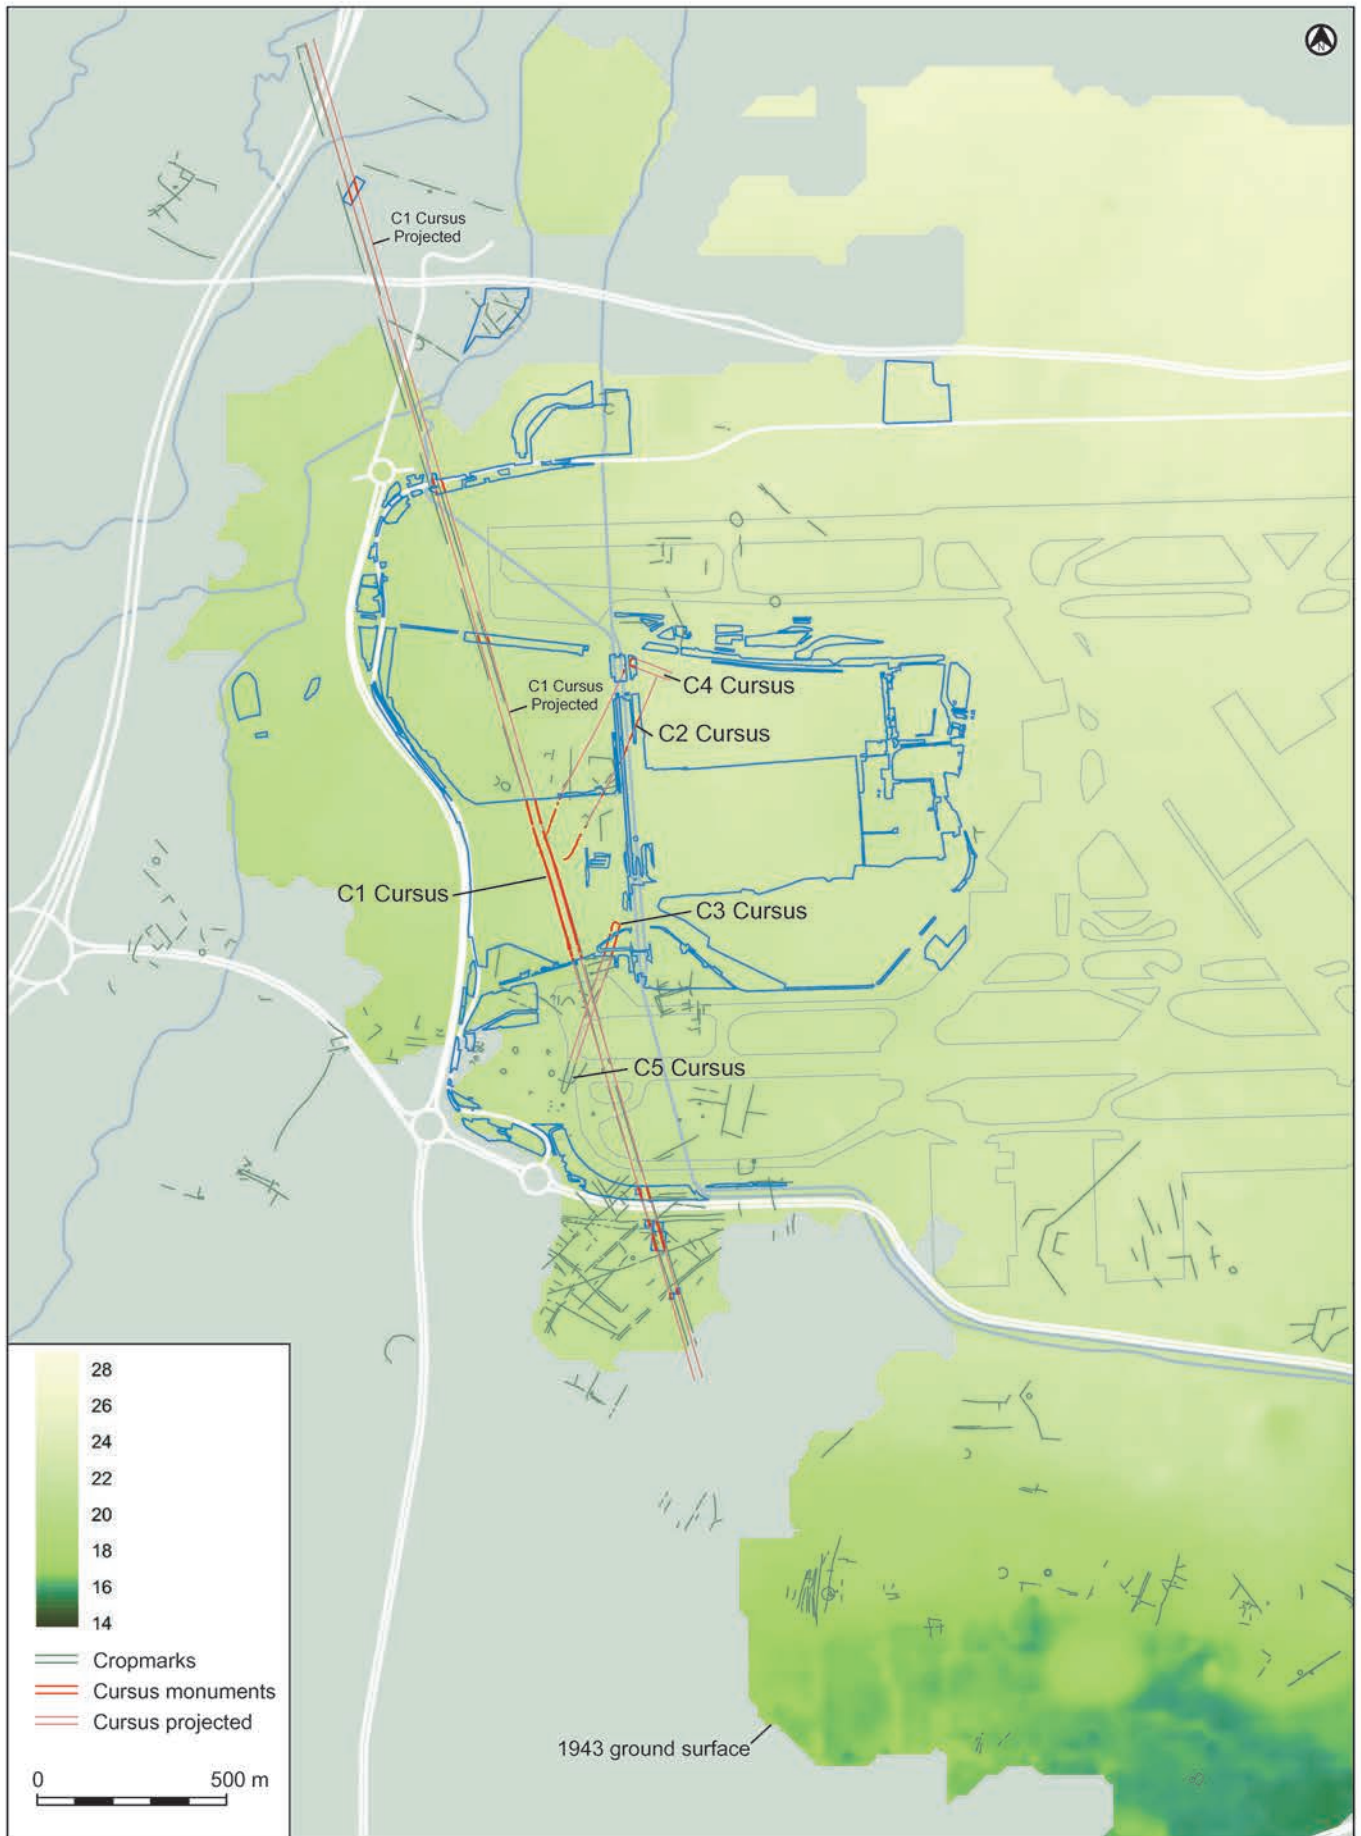 N
C1 Cursus
Projected
C1 Cursus
Projected
C4 Cursus
C2 Cursus
C1 Cursus
C3 Cursus
C5 Cursus
28
26
24
22
20
18
16
14
Cropmarks
Cursus monuments
Cursus projected
0 500 m
1943 ground surface